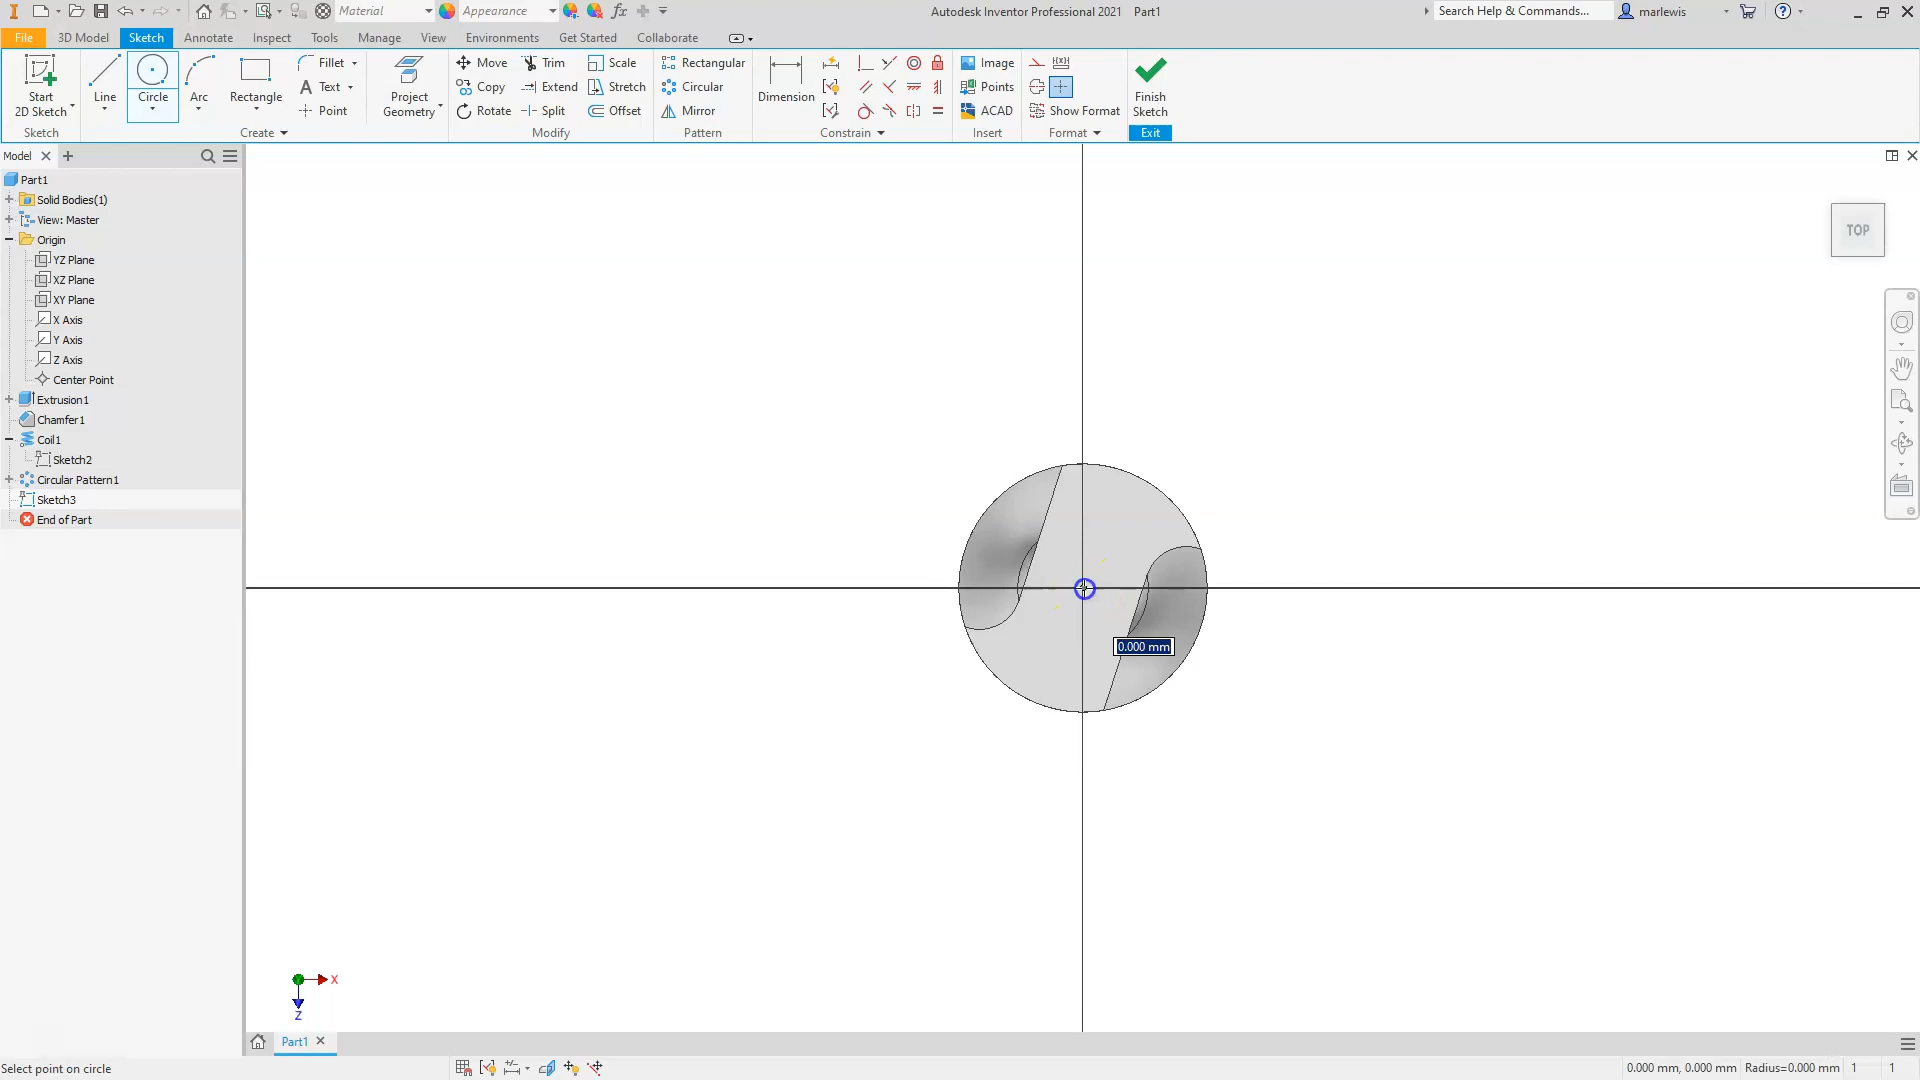 Material
Appearance
fx
Autodesk Inventor Professional 2021 Part1
Search Help & Commands...
marlewis
File 3D Model Sketch Annotate Inspect Tools Manage View Environments Get Started Collaborate
Start
2D Sketch
Line
Circle
Arc
Rectangle
Fillet
A Text
Point
Project
Geometry
Move Trim Scale
Copy Extend Stretch
Rotate Split Offset
Rectangular
Circular
Mirror
Dimension
Image
Points
ACAD
Show Format
Finish
Sketch
Sketch Create Modify Pattern Constrain Insert Format Exit
Model
Part1
Solid Bodies(1)
View: Master
Origin
YZ Plane
XZ Plane
XY Plane
X Axis
Y Axis
Z Axis
Center Point
Extrusion1
Chamfer1
Coil1
Sketch2
Circular Pattern1
Sketch3
End of Part
TOP
0.000 mm
X
Z
Part1
Select point on circle
0.000 mm, 0.000 mm Radius=0.000 mm 1 1